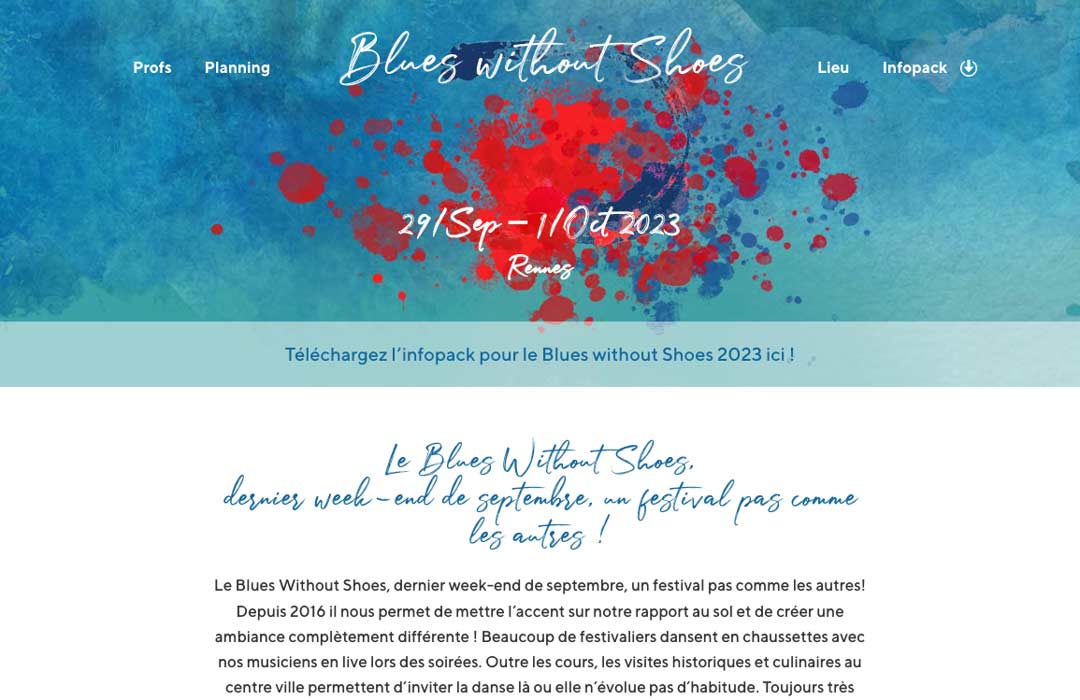 Profs Planning Blues without Shoes Lieu Infopack
29/Sep – 1/Oct 2023
Rennes
Téléchargez l’infopack pour le Blues without Shoes 2023 ici !
Le Blues Without Shoes,
dernier week-end de septembre, un festival pas comme
les autres !
Le Blues Without Shoes, dernier week-end de septembre, un festival pas comme les autres!
Depuis 2016 il nous permet de mettre l’accent sur notre rapport au sol et de créer une
ambiance complètement différente ! Beaucoup de festivaliers dansent en chaussettes avec
nos musiciens en live lors des soirées. Outre les cours, les visites historiques et culinaires au
centre ville permettent d’inviter la danse là ou elle n’évolue pas d’habitude. Toujours très